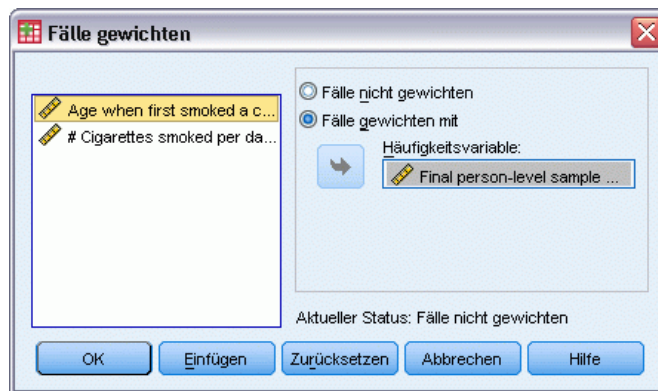 Fälle gewichten
Age when first smoked a c...
# Cigarettes smoked per da...
Fälle nicht gewichten
Fälle gewichten mit
Häufigkeitsvariable:
Final person-level sample ...
Aktueller Status: Fälle nicht gewichten
OK
Einfügen
Zurücksetzen
Abbrechen
Hilfe